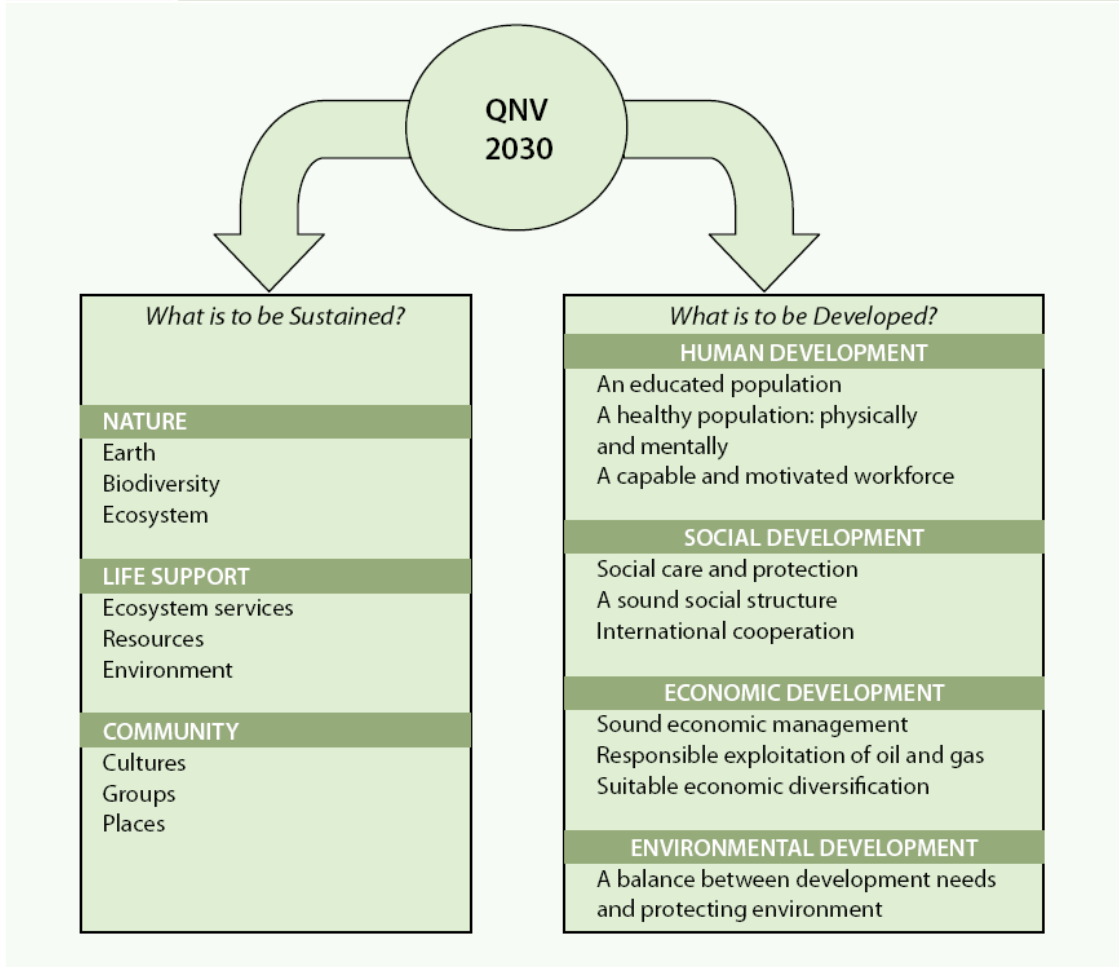 QNV
2030
What is to be Sustained?
NATURE
Earth
Biodiversity
Ecosystem
LIFE SUPPORT
Ecosystem services
Resources
Environment
COMMUNITY
Cultures
Groups
Places
What is to be Developed?
HUMAN DEVELOPMENT
An educated population
A healthy population: physically
and mentally
A capable and motivated workforce
SOCIAL DEVELOPMENT
Social care and protection
A sound social structure
International cooperation
ECONOMIC DEVELOPMENT
Sound economic management
Responsible exploitation of oil and gas
Suitable economic diversification
ENVIRONMENTAL DEVELOPMENT
A balance between development needs
and protecting environment